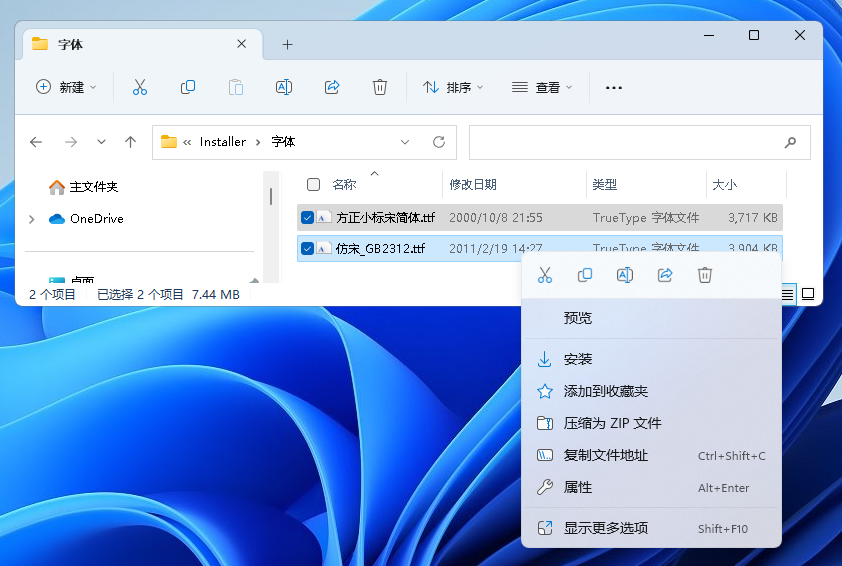 字体
新建
排序
查看
Installer
字体
主文件夹
OneDrive
桌面
名称 修改日期 类型 大小
方正小标宋简体.ttf 2000/10/8 21:55 TrueType 字体文件 3,717 KB
仿宋_GB2312.ttf 2011/2/19 14:27 TrueType 字体文件 3,904 KB
2 个项目 已选择 2 个项目 7.44 MB
预览
安装
添加到收藏夹
压缩为 ZIP 文件
复制文件地址 Ctrl+Shift+C
属性 Alt+Enter
显示更多选项 Shift+F10